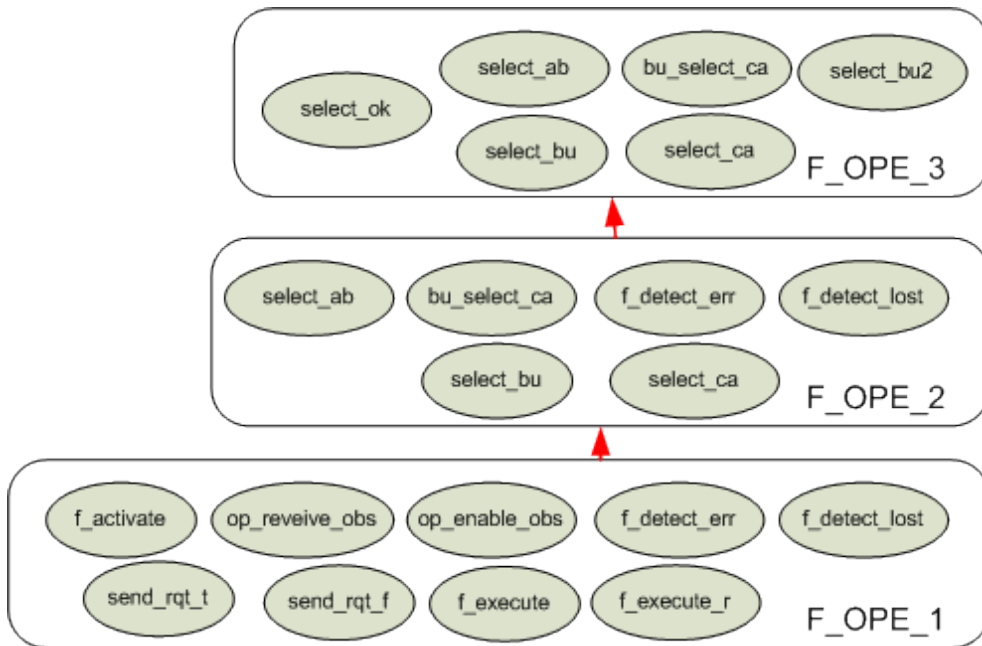 select_ab
bu_select_ca
select_bu2
select_ok
select_bu
select_ca
F_OPE_3
select_ab
bu_select_ca
f_detect_err
f_detect_lost
select_bu
select_ca
F_OPE_2
f_activate
op_reveive_obs
op_enable_obs
f_detect_err
f_detect_lost
send_rqt_t
send_rqt_f
f_execute
f_execute_r
F_OPE_1